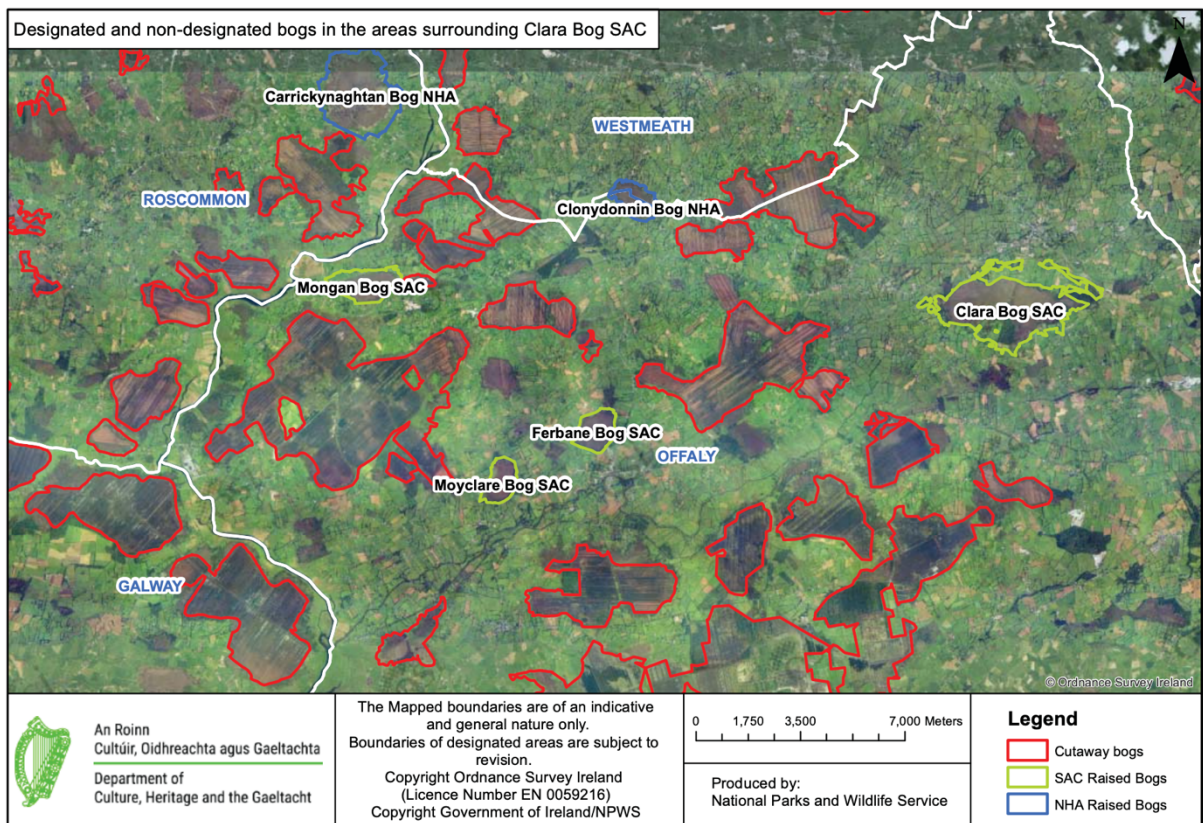 Designated and non-designated bogs in the areas surrounding Clara Bog SAC
N
Carrickynaghtan Bog NHA
WESTMEATH
ROSCOMMON
Clonydonnin Bog NHA
Mongan Bog SAC
Clara Bog SAC
Ferbane Bog SAC
OFFALY
Moyclare Bog SAC
GALWAY
© Ordnance Survey Ireland
An Roinn
Cultúir, Oidhreachta agus Gaeltachta
Department of
Culture, Heritage and the Gaeltacht
The Mapped boundaries are of an indicative
and general nature only.
Boundaries of designated areas are subject to
revision.
Copyright Ordnance Survey Ireland
(Licence Number EN 0059216)
Copyright Government of Ireland/NPWS
0 1,750 3,500 7,000 Meters
Produced by:
National Parks and Wildlife Service
Legend
Cutaway bogs
SAC Raised Bogs
NHA Raised Bogs